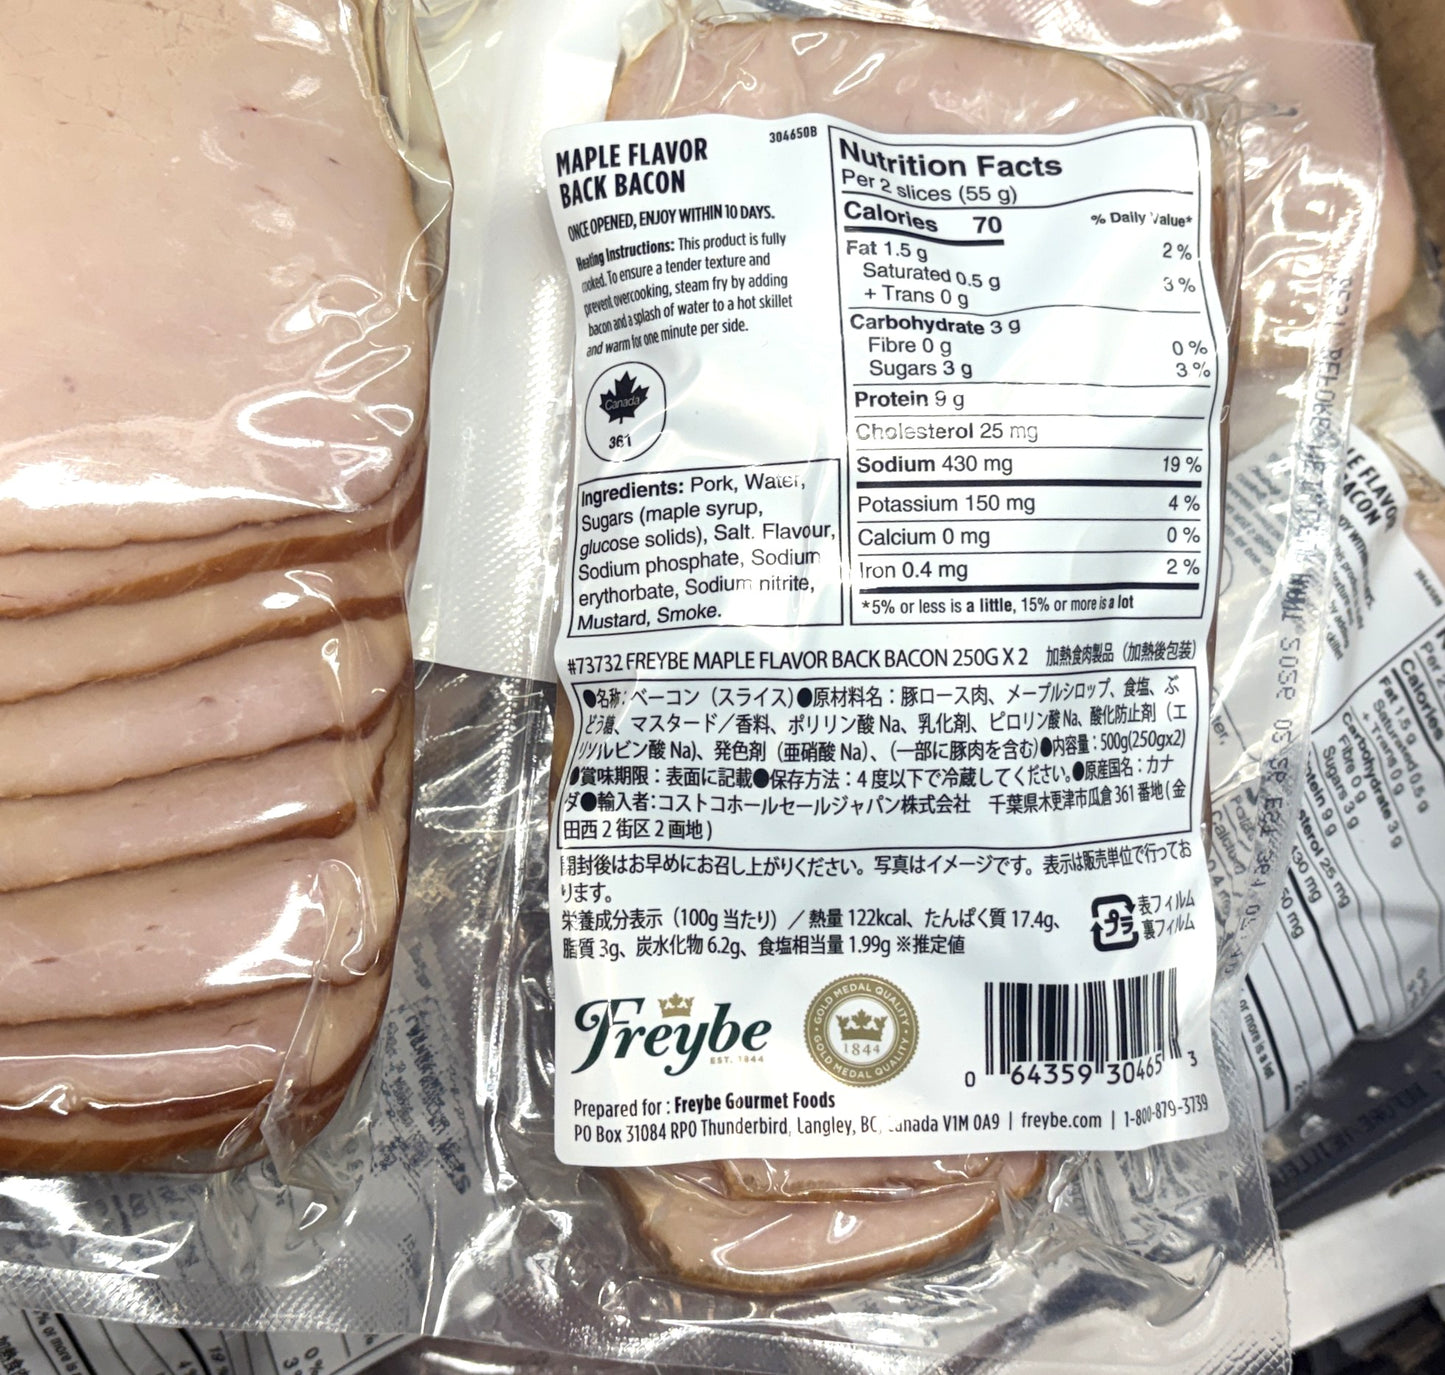 MAPLE FLAVOR
BACK BACON
304650B
ONCE OPENED, ENJOY WITHIN 10 DAYS.
Heating Instructions: This product is fully
cooked. To ensure a tender texture and
prevent overcooking, steam fry by adding
bacon and a splash of water to a hot skillet
and warm for one minute per side.
Canada
361
Ingredients: Pork, Water,
Sugars (maple syrup,
glucose solids), Salt. Flavour,
Sodium phosphate, Sodium
erythorbate, Sodium nitrite,
Mustard, Smoke.
Nutrition Facts
Per 2 slices (55 g)
Calories 70
% Daily Value*
Fat 1.5 g 2 %
Saturated 0.5 g
+ Trans 0 g 3 %
Carbohydrate 3 g
Fibre 0 g 0 %
Sugars 3 g 3 %
Protein 9 g
Cholesterol 25 mg
Sodium 430 mg 19 %
Potassium 150 mg 4 %
Calcium 0 mg 0 %
Iron 0.4 mg 2 %
*5% or less is a little, 15% or more is a lot
#73732 FREYBE MAPLE FLAVOR BACK BACON 250G X 2 加熱食肉製品（加熱後包装）
●名称：ベーコン（スライス）●原材料名：豚ロース肉、メープルシロップ、食塩、ぶ
どう糖、マスタード／香料、ポリリン酸 Na、乳化剤、ピロリン酸 Na、酸化防止剤（エ
リソルビン酸 Na)、発色剤（亜硝酸 Na）、（一部に豚肉を含む）●内容量：500g(250gx2)
●賞味期限：表面に記載●保存方法：4 度以下で冷蔵してください。●原産国名：カナ
ダ●輸入者：コストコホールセールジャパン株式会社 千葉県木更津市瓜倉 361 番地 ( 金
田西 2 街区 2 画地 )
開封後はお早めにお召し上がりください。写真はイメージです。表示は販売単位で行ってお
ります。
栄養成分表示（100g 当たり）／熱量 122kcal、たんぱく質 17.4g、
脂質 3g、炭水化物 6.2g、食塩相当量 1.99g ※推定値
プラ
表フィルム
裏フィルム
Freybe
EST. 1844
GOLD MEDAL QUALITY
1844
GOLD MEDAL QUALITY
0 64359 30465 3
Prepared for : Freybe Gourmet Foods
PO Box 31084 RPO Thunderbird, Langley, BC, Canada V1M 0A9 | freybe.com | 1-800-879-3739
Calories
Fat 1.5 g
Saturated 0.5 g
+ Trans 0 g
Carbohydrate 3 g
Fibre 0 g
Sugars 3 g